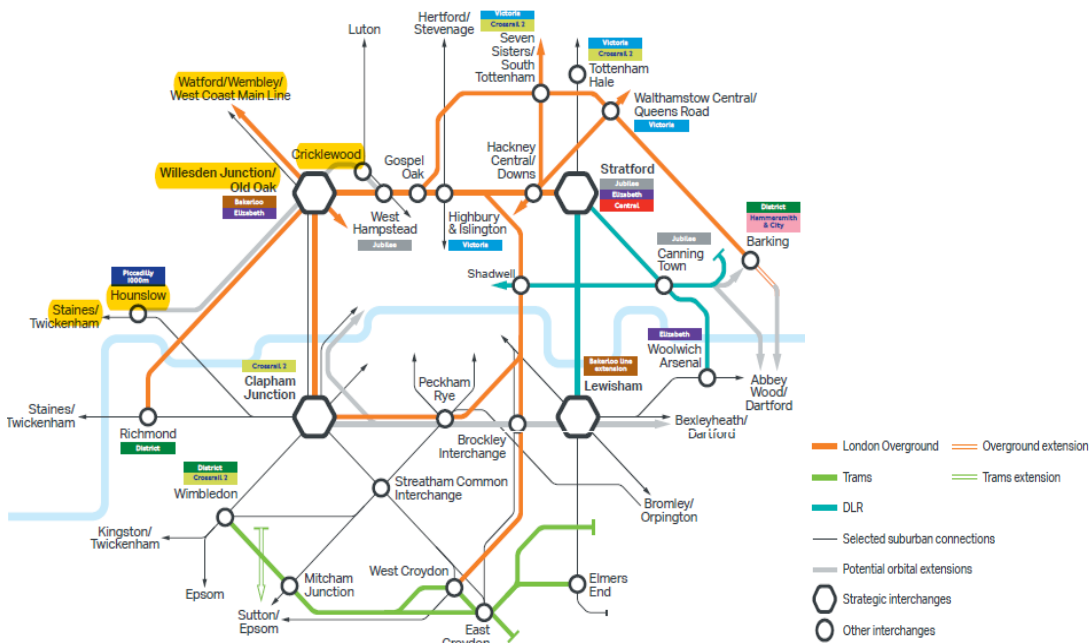 Luton
Hertford/
Stevenage
Victoria
Crossrail 2
Seven
Sisters/
South
Tottenham
Victoria
Crossrail 2
Tottenham
Hale
Watford/Wembley/
West Coast Main Line
Walthamstow Central/
Queens Road
Victoria
Cricklewood
Gospel
Oak
Hackney
Central/
Downs
Stratford
Jubilee
Elizabeth
Central
Willesden Junction/
Old Oak
Bakerloo
Elizabeth
West
Hampstead
Jubilee
Highbury
& Islington
Victoria
District
Hammersmith
& City
Barking
Jubilee
Canning
Town
Shadwell
Piccadilly
1000m
Hounslow
Staines/
Twickenham
Elizabeth
Woolwich
Arsenal
Crossrail 2
Clapham
Junction
Bakerloo Line
extension
Lewisham
Peckham
Rye
Abbey
Wood/
Dartford
Staines/
Twickenham
Richmond
District
Brockley
Interchange
Bexleyheath/
Dartford
District
Crossrail 2
Wimbledon
Streatham Common
Interchange
Bromley/
Orpington
Kingston/
Twickenham
Epsom
Mitcham
Junction
Sutton/
Epsom
West Croydon
East
Croydon
Elmers
End
London Overground
Overground extension
Trams
Trams extension
DLR
Selected suburban connections
Potential orbital extensions
Strategic interchanges
Other interchanges